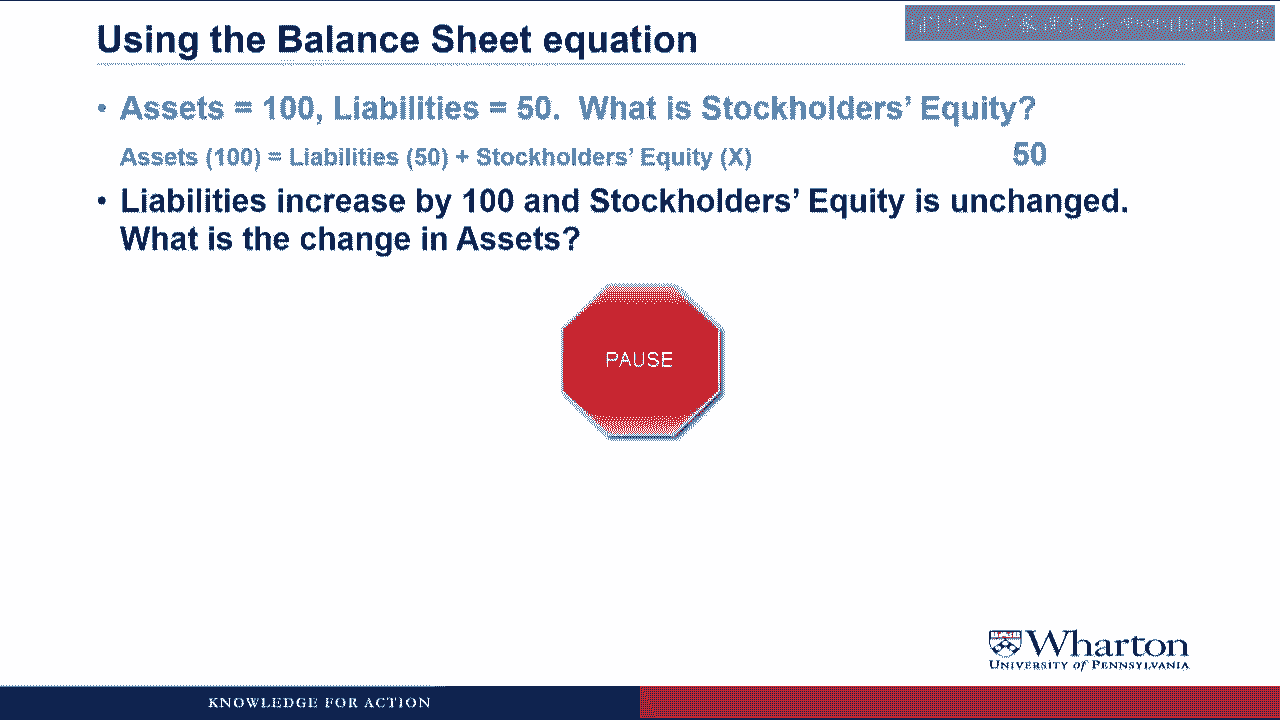 Using the Balance Sheet equation
• Assets = 100, Liabilities = 50.  What is Stockholders’ Equity?
Assets (100) = Liabilities (50) + Stockholders’ Equity (X) 50
• Liabilities increase by 100 and Stockholders’ Equity is unchanged.
What is the change in Assets?
PAUSE
Wharton
UNIVERSITY of PENNSYLVANIA
KNOWLEDGE FOR ACTION